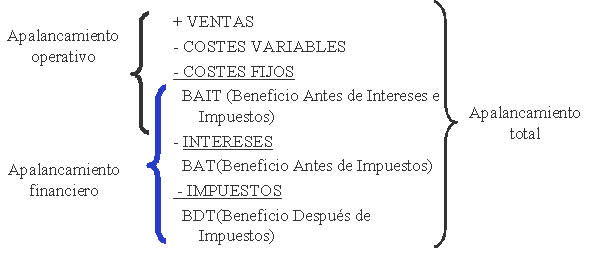 Apalancamiento
operativo
+ VENTAS
- COSTES VARIABLES
- COSTES FIJOS
BAIT (Beneficio Antes de Intereses e
Impuestos)
- INTERESES
BAT(Beneficio Antes de Impuestos)
- IMPUESTOS
BDT(Beneficio Después de
Impuestos)
Apalancamiento
financiero
Apalancamiento
total